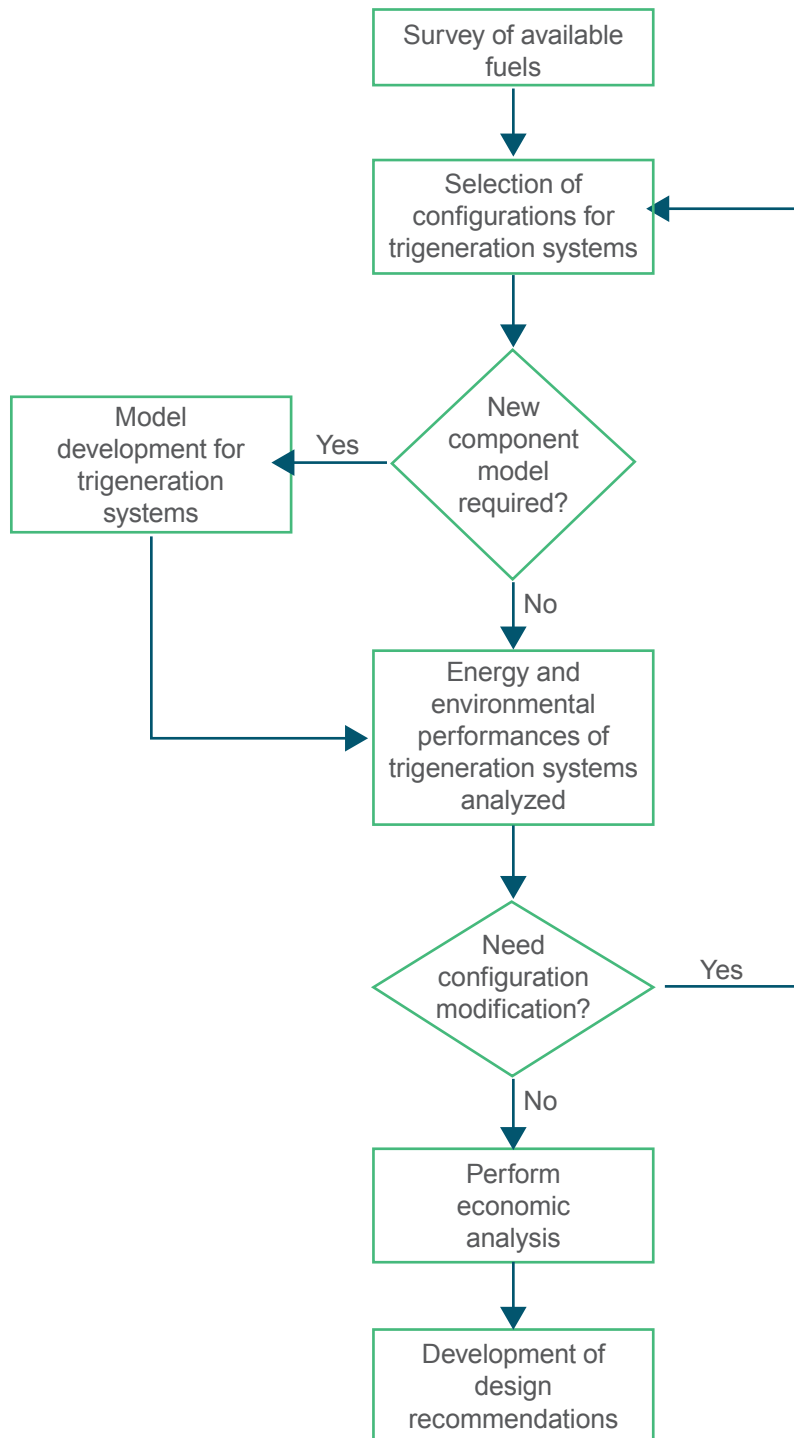 Survey of available
fuels
Selection of
configurations for
trigeneration systems
New
component
model
required?
Yes
Model
development for
trigeneration
systems
No
Energy and
environmental
performances of
trigeneration systems
analyzed
Need
configuration
modification?
Yes
No
Perform
economic
analysis
Development of
design
recommendations